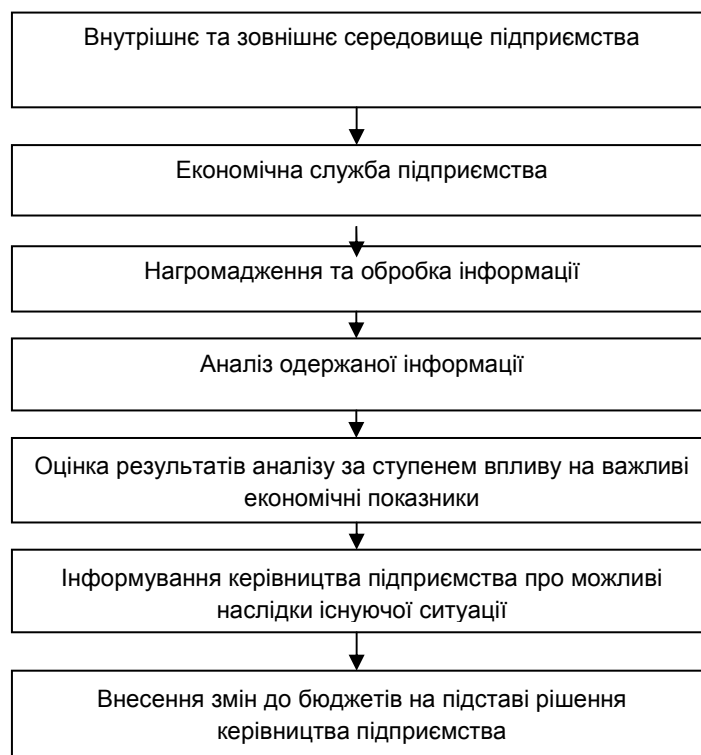 Внутрішнє та зовнішнє середовище підприємства
Економічна служба підприємства
Нагромадження та обробка інформації
Аналіз одержаної інформації
Оцінка результатів аналізу за ступенем впливу на важливі
економічні показники
Інформування керівництва підприємства про можливі
наслідки існуючої ситуації
Внесення змін до бюджетів на підставі рішення
керівництва підприємства